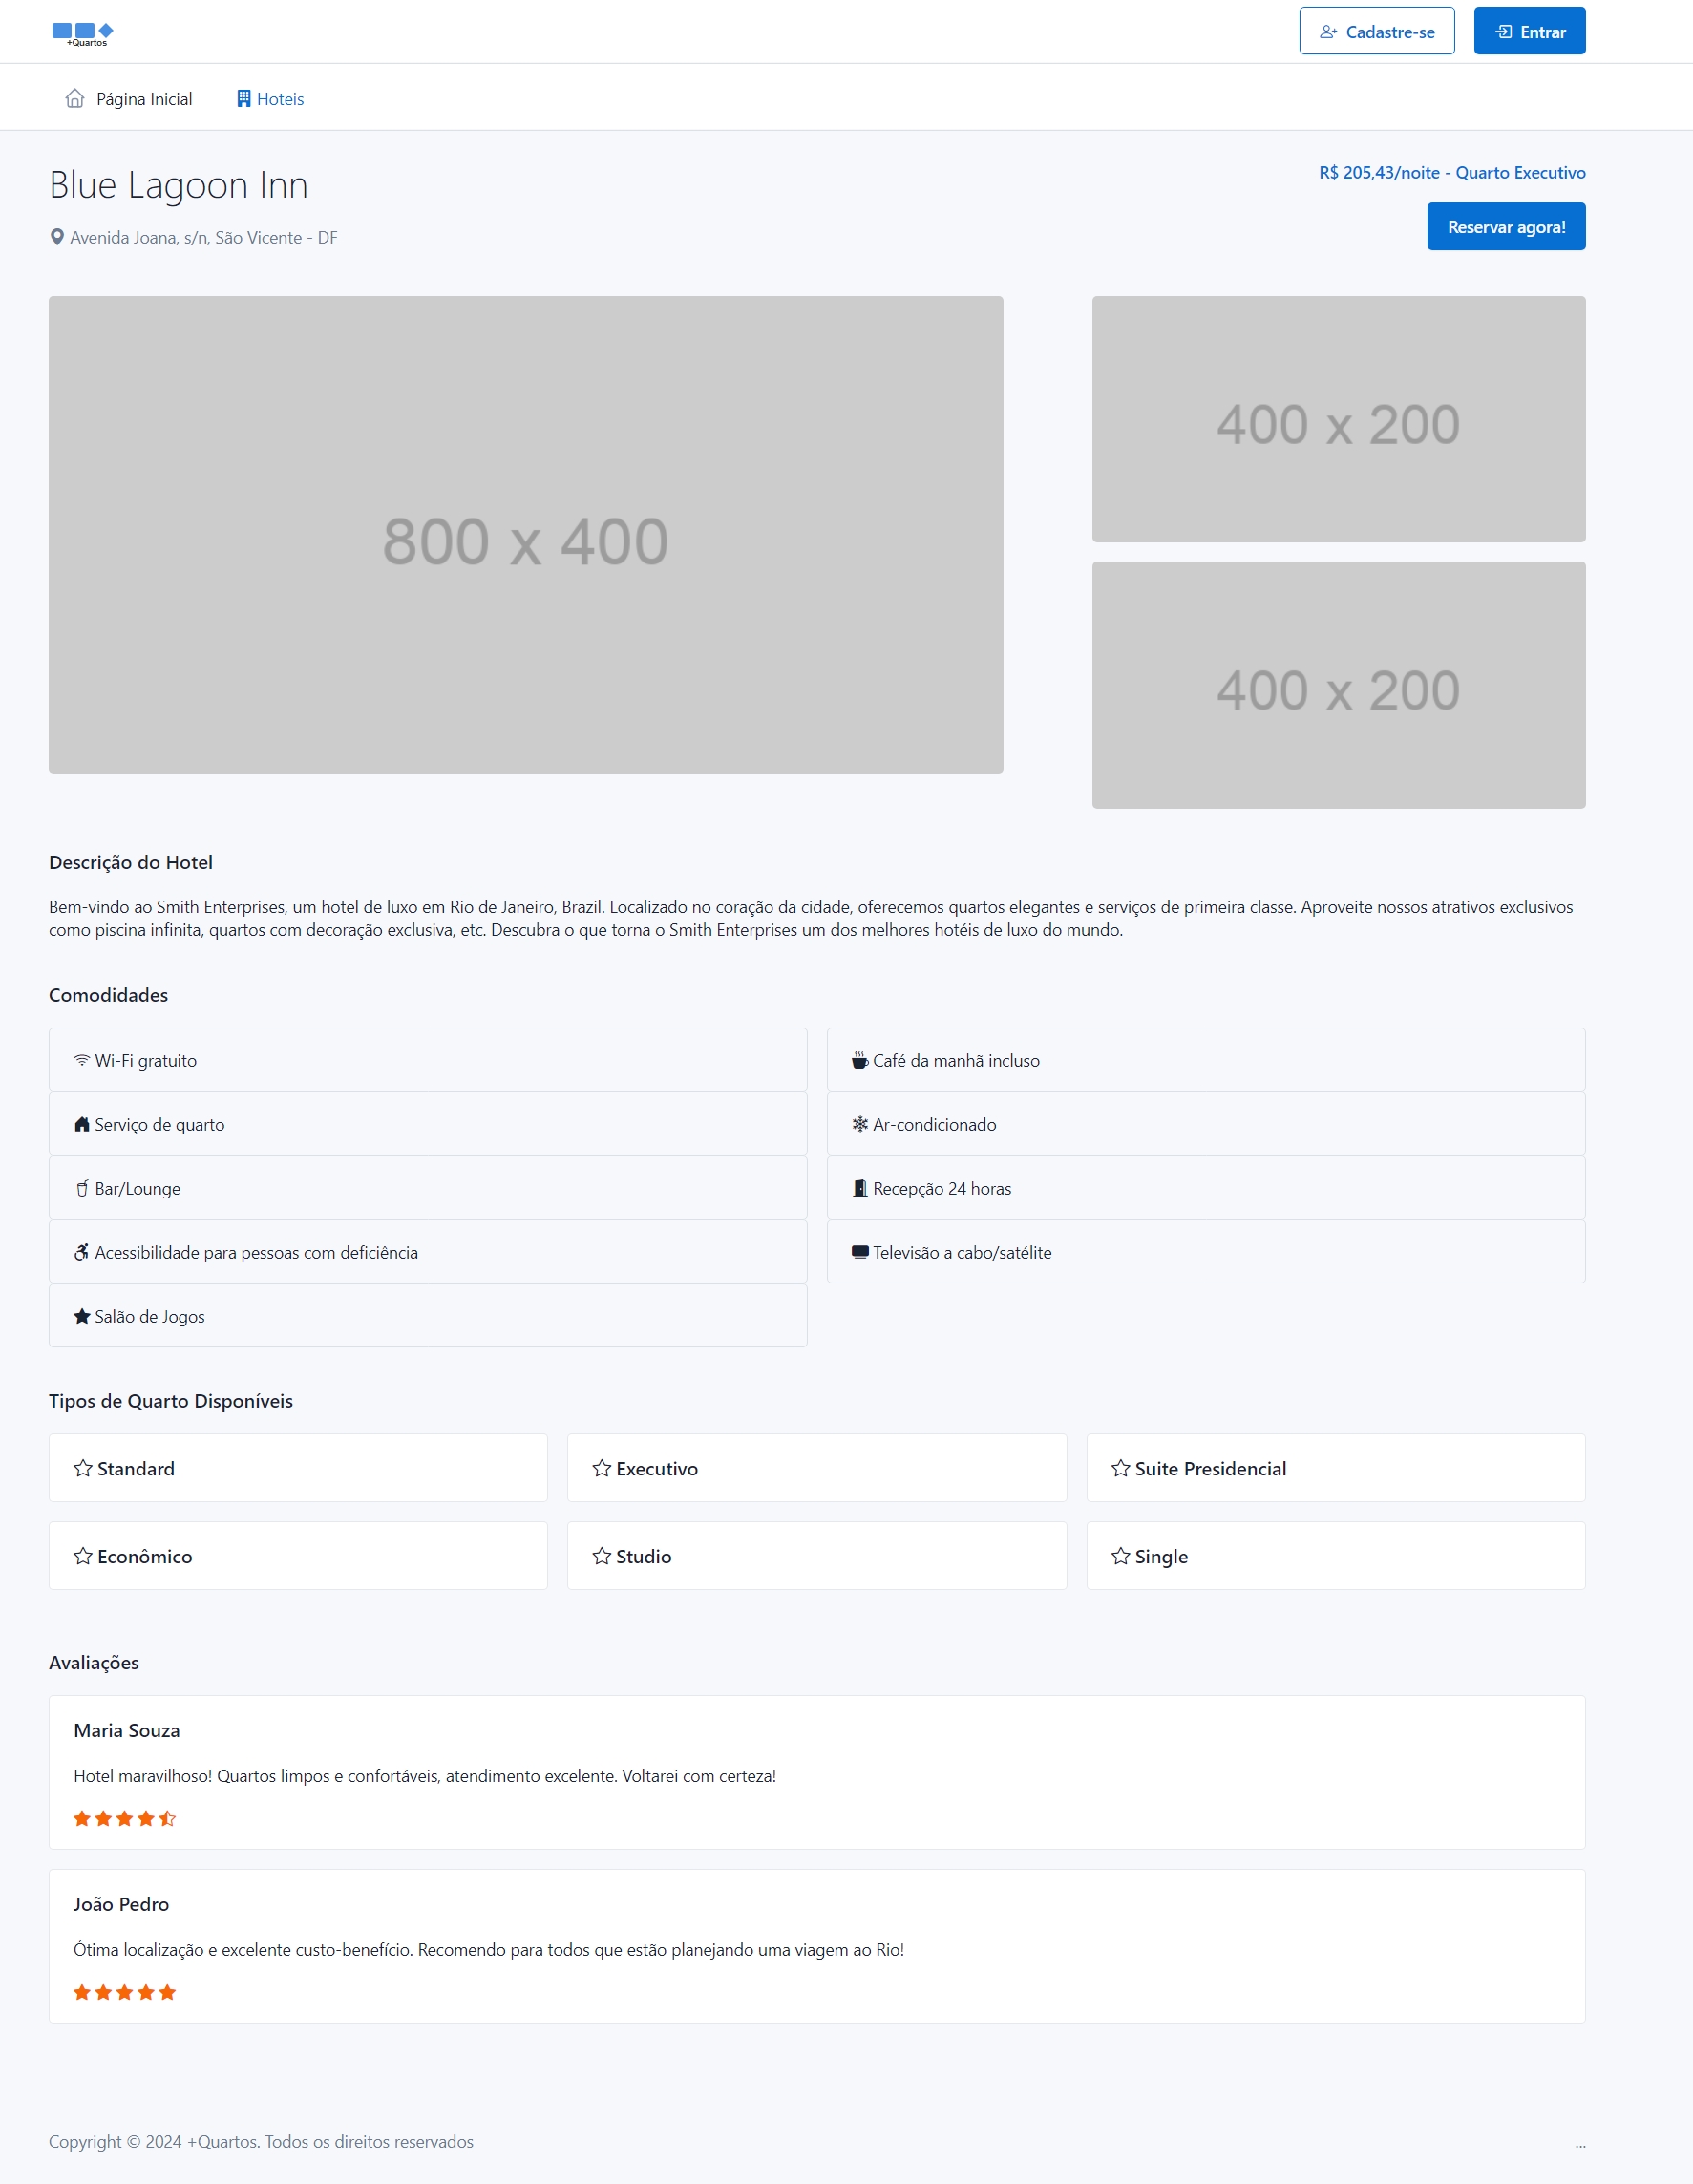 +Quartos
Cadastre-se
Entrar
Página Inicial
Hoteis
Blue Lagoon Inn
R$ 205,43/noite - Quarto Executivo
Avenida Joana, s/n, São Vicente - DF
Reservar agora!
800 x 400
400 x 200
400 x 200
Descrição do Hotel
Bem-vindo ao Smith Enterprises, um hotel de luxo em Rio de Janeiro, Brazil. Localizado no coração da cidade, oferecemos quartos elegantes e serviços de primeira classe. Aproveite nossos atrativos exclusivos
como piscina infinita, quartos com decoração exclusiva, etc. Descubra o que torna o Smith Enterprises um dos melhores hotéis de luxo do mundo.
Comodidades
Wi-Fi gratuito
Café da manhã incluso
Serviço de quarto
Ar-condicionado
Bar/Lounge
Recepção 24 horas
Acessibilidade para pessoas com deficiência
Televisão a cabo/satélite
Salão de Jogos
Tipos de Quarto Disponíveis
Standard
Executivo
Suite Presidencial
Econômico
Studio
Single
Avaliações
Maria Souza
Hotel maravilhoso! Quartos limpos e confortáveis, atendimento excelente. Voltarei com certeza!
João Pedro
Ótima localização e excelente custo-benefício. Recomendo para todos que estão planejando uma viagem ao Rio!
Copyright © 2024 +Quartos. Todos os direitos reservados
...